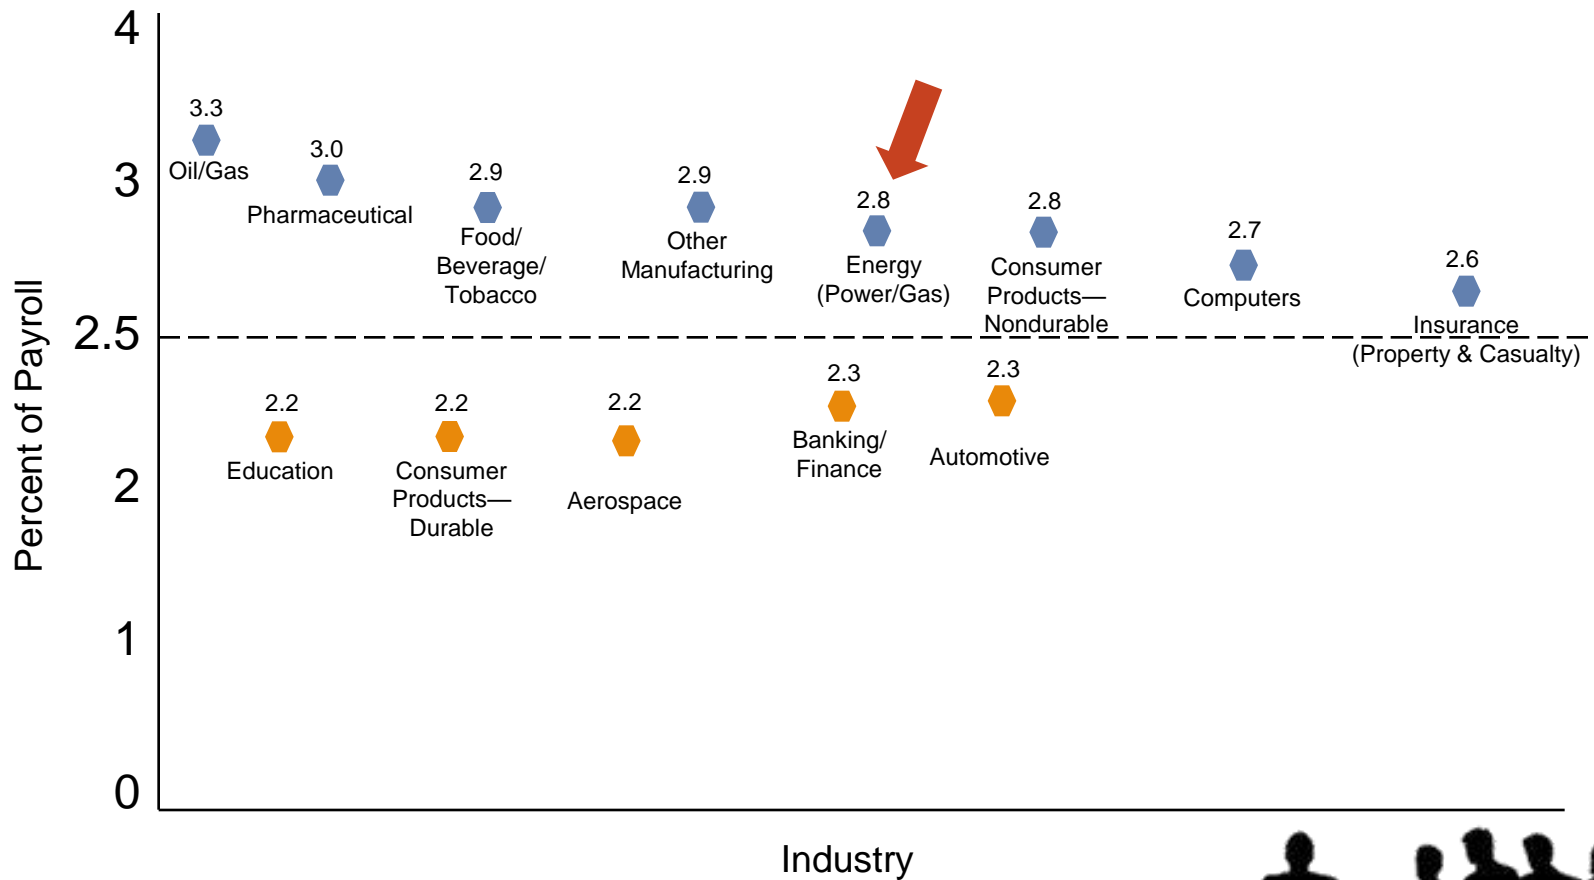 4
3.3
Oil/Gas
3.0
Pharmaceutical
3
2.9
Food/
Beverage/
Tobacco
2.9
Other
Manufacturing
2.8
Energy
(Power/Gas)
2.8
Consumer
Products—
Nondurable
2.7
Computers
2.6
Insurance
(Property & Casualty)
2.5
Percent of Payroll
2.2
Education
2.2
Consumer
Products—
Durable
2.2
Aerospace
2.3
Banking/
Finance
2.3
Automotive
2
1
0
Industry